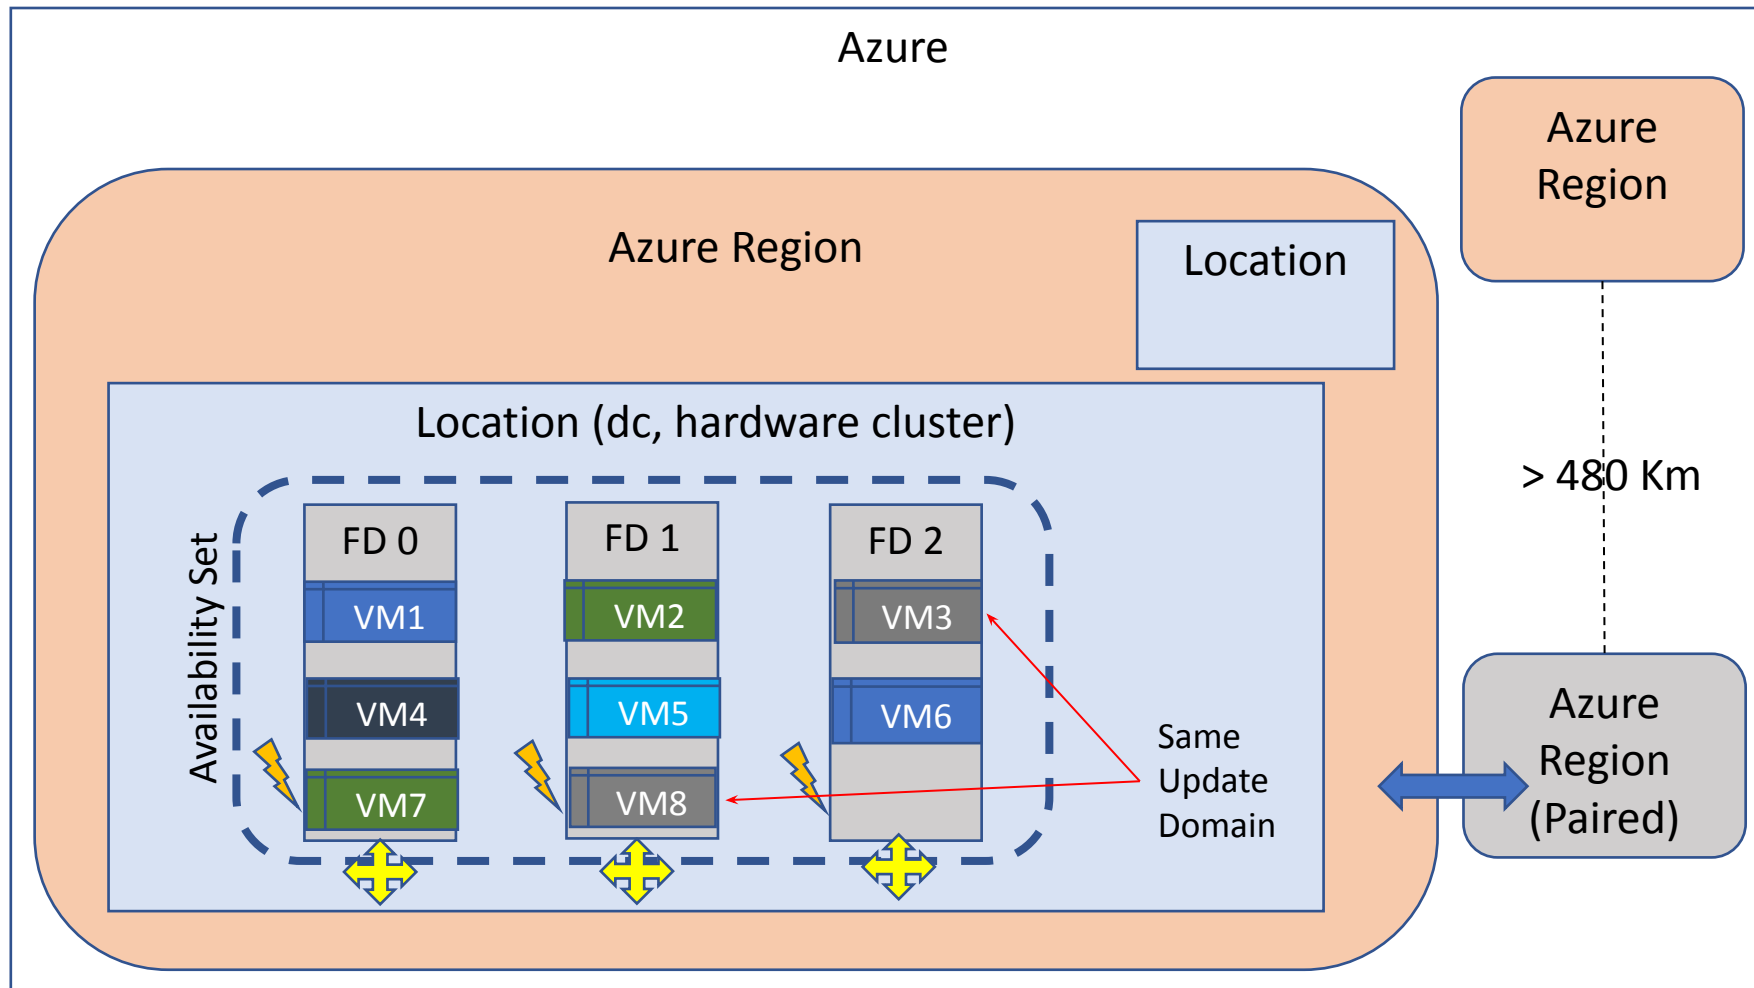 Azure
Azure
Region
Azure Region
Location
Location (dc, hardware cluster)
> 480 Km
Availability Set
FD 0
FD 1
FD 2
VM1
VM2
VM3
VM4
VM5
VM6
VM7
VM8
Same
Update
Domain
Azure
Region
(Paired)